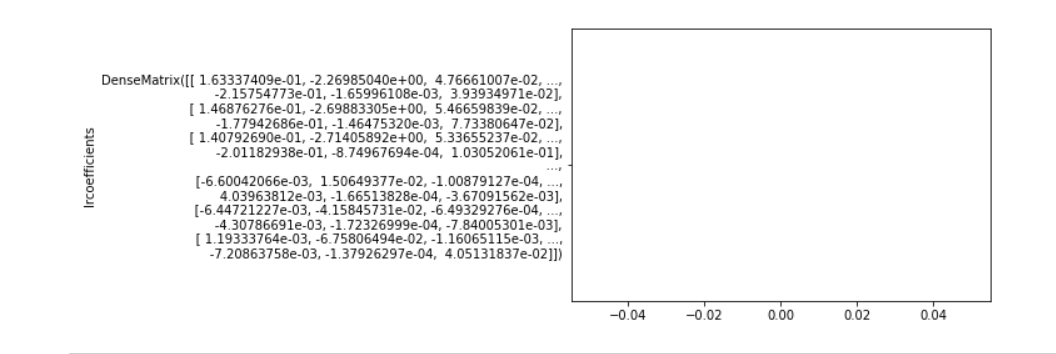 DenseMatrix([[ 1.63337409e-01, -2.26985040e+00,  4.76661007e-02, ...,
-2.15754773e-01, -1.65996108e-03,  3.93934971e-02],
[ 1.46876276e-01, -2.69883305e+00,  5.46659839e-02, ...,
-1.77942686e-01, -1.46475320e-03,  7.73380647e-02],
[ 1.40792690e-01, -2.71405892e+00,  5.33655237e-02, ...,
-2.01182938e-01, -8.74967694e-04,  1.03052061e-01],
...,
[-6.60042066e-03,  1.50649377e-02, -1.00879127e-04, ...,
4.03963812e-03, -1.66513828e-04, -3.67091562e-03],
[-6.44721227e-03, -4.15845731e-02, -6.49329276e-04, ...,
-4.30786691e-03, -1.72326999e-04, -7.84005301e-03],
[ 1.19333764e-03, -6.75806494e-02, -1.16065115e-03, ...,
-7.20863758e-03, -1.37926297e-04,  4.05131837e-02]])
lrcoefficients
−0.04 −0.02 0.00 0.02 0.04